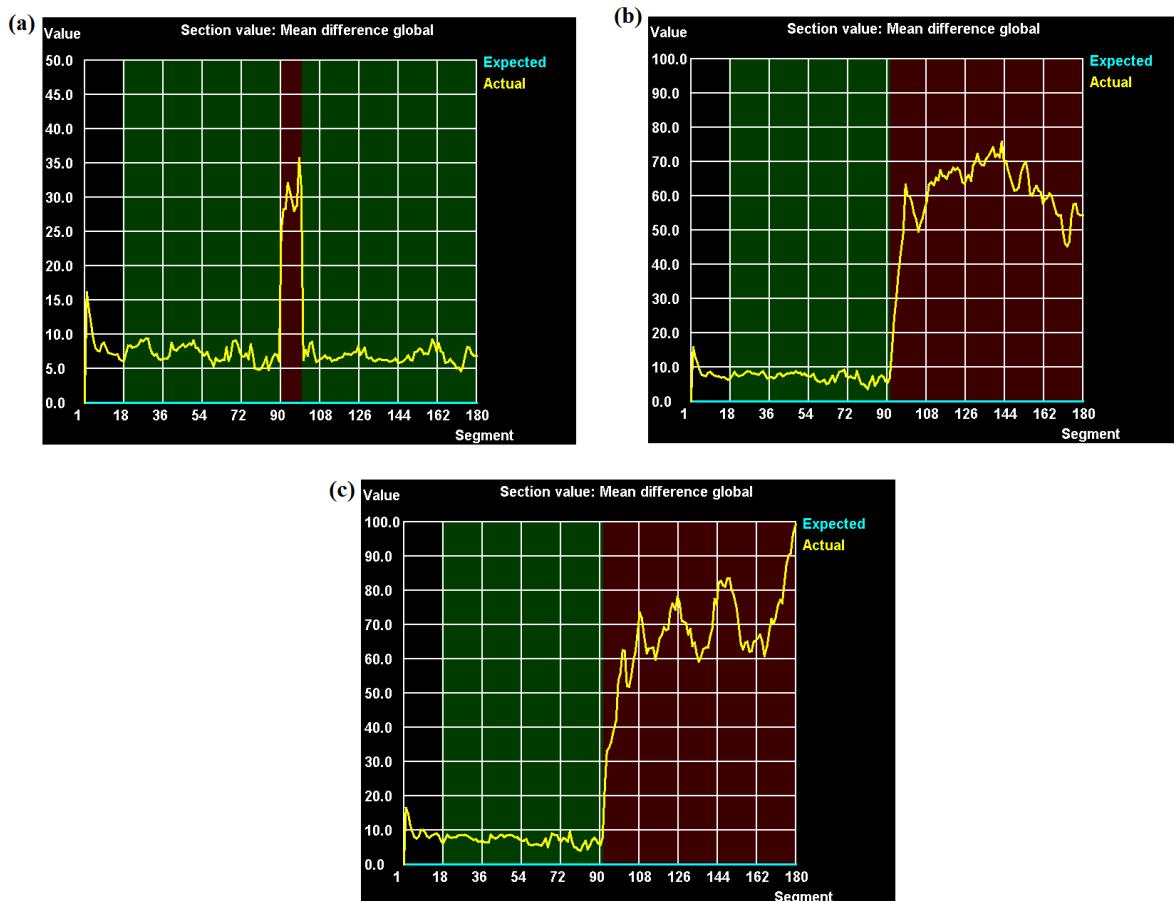 (a)
Value
Section value: Mean difference global
50.0
45.0
40.0
35.0
30.0
25.0
20.0
15.0
10.0
5.0
0.0
1 18 36 54 72 90 108 126 144 162 180
Segment
Expected
Actual
(b)
Value
Section value: Mean difference global
100.0
90.0
80.0
70.0
60.0
50.0
40.0
30.0
20.0
10.0
0.0
1 18 36 54 72 90 108 126 144 162 180
Segment
Expected
Actual
(c)
Value
Section value: Mean difference global
100.0
90.0
80.0
70.0
60.0
50.0
40.0
30.0
20.0
10.0
0.0
1 18 36 54 72 90 108 126 144 162 180
Segment
Expected
Actual